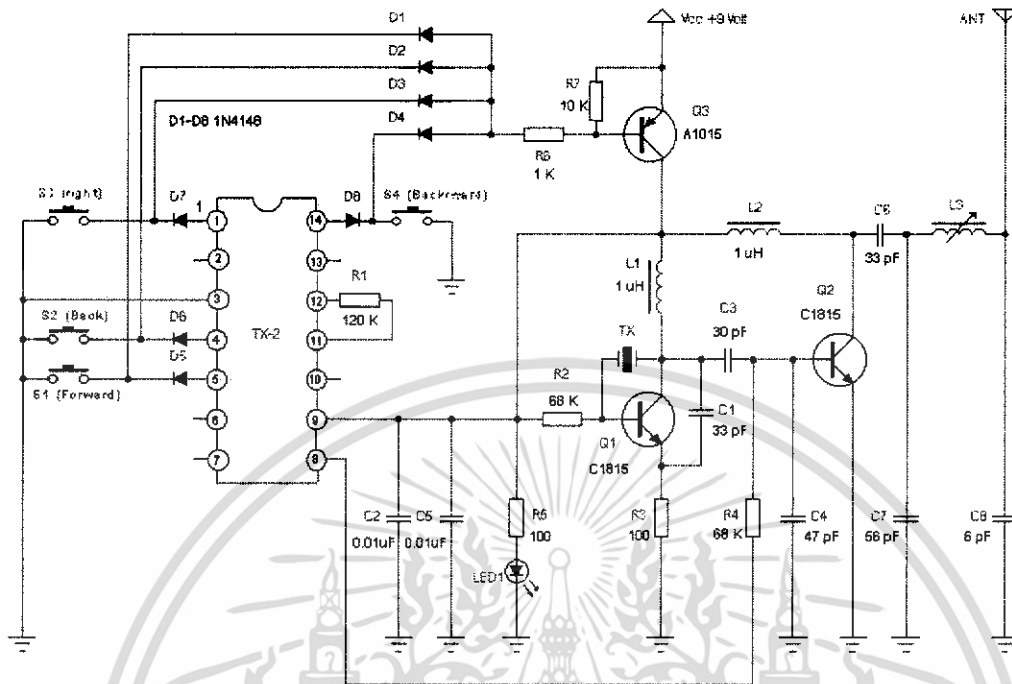 D1
Vcc +9 Volt
ANT
D2
D3
R7
10 K
Q3
A1015
D1-D8 1N4148
D4
R6
1 K
S3 (right)
D7
1
1
14
D8
S4 (Backward)
L2
1 uH
C6
33 pF
L3
2
13
R1
L1
1 uH
3
12
120 K
C3
30 pF
Q2
C1815
S2 (Back)
D6
TX-2
4
11
TX
R2
68 K
D5
5
10
S1 (Forward)
C1
33 pF
6
9
Q1
C1815
7
8
C2
0.01uF
C5
0.01uF
R5
100
R3
100
R4
68 K
C4
47 pF
C7
56 pF
C8
6 pF
LED1